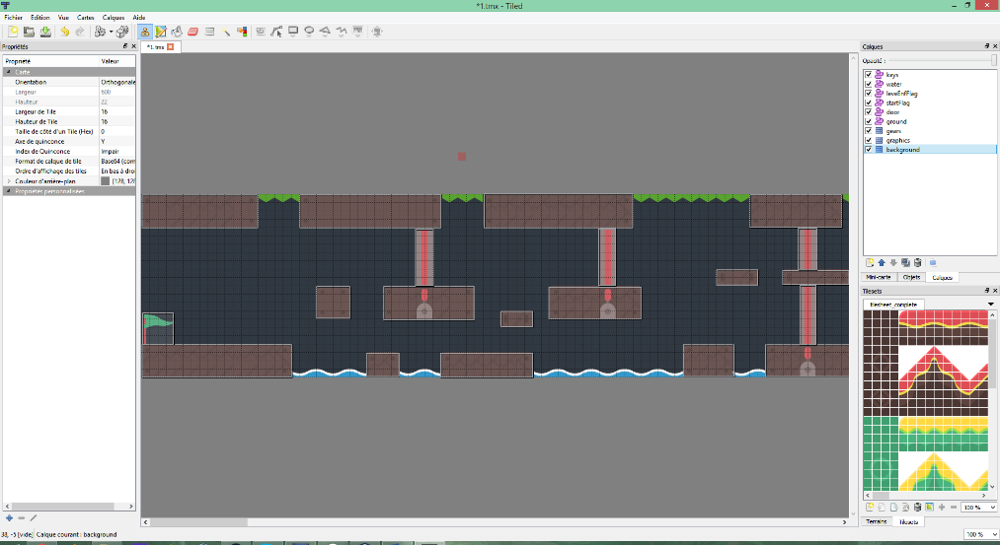 *1.tmx - Tiled
Fichier Edition Vue Cartes Calques Aide
Propriétés
*1.tmx
Propriété Valeur
Carte
Orientation Orthogonale
Largeur 600
Hauteur 22
Largeur de Tile 16
Hauteur de Tile 16
Taille de côté d'un Tile (Hex) 0
Axe de quinconce Y
Index de Quinconce Impair
Format de calque de tile Base64 (com
Ordre d'affichage des tiles En bas à droi
Couleur d'arrière-plan [128, 128
Propriétés personnalisées
38, -5 [vide] Calque courant : background
Calques
Opacité :
keys
water
levelEnfFlag
startFlag
door
ground
gears
graphics
background
Mini-carte Objets Calques
Tilesets
tilesheet_complete
100 %
Terrains Tilesets
100 %